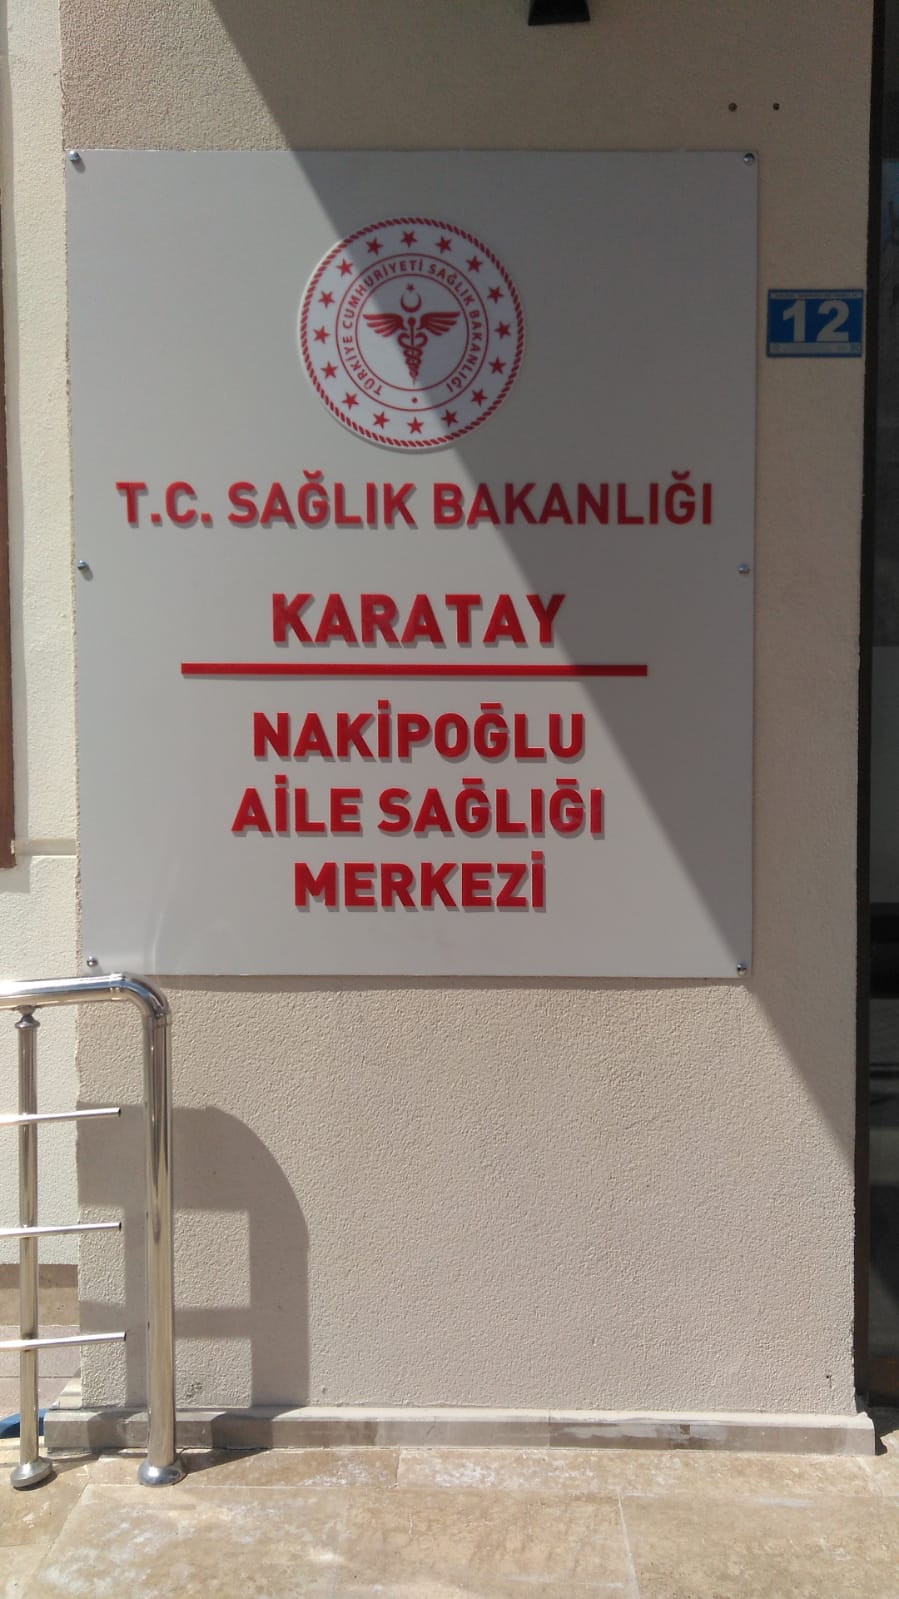 TÜRKİYE CUMHURİYETİ SAĞLIK BAKANLIĞI
T.C. SAĞLIK BAKANLIĞI
12
KARATAY
NAKİPOĞLU
AİLE SAĞLIĞI
MERKEZİ